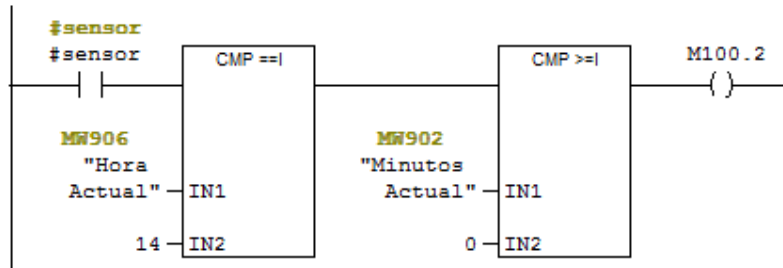 #sensor
#sensor
CMP ==I
CMP >=I
M100.2
MW906
"Hora
Actual"
IN1
14
IN2
MW902
"Minutos
Actual"
IN1
0
IN2